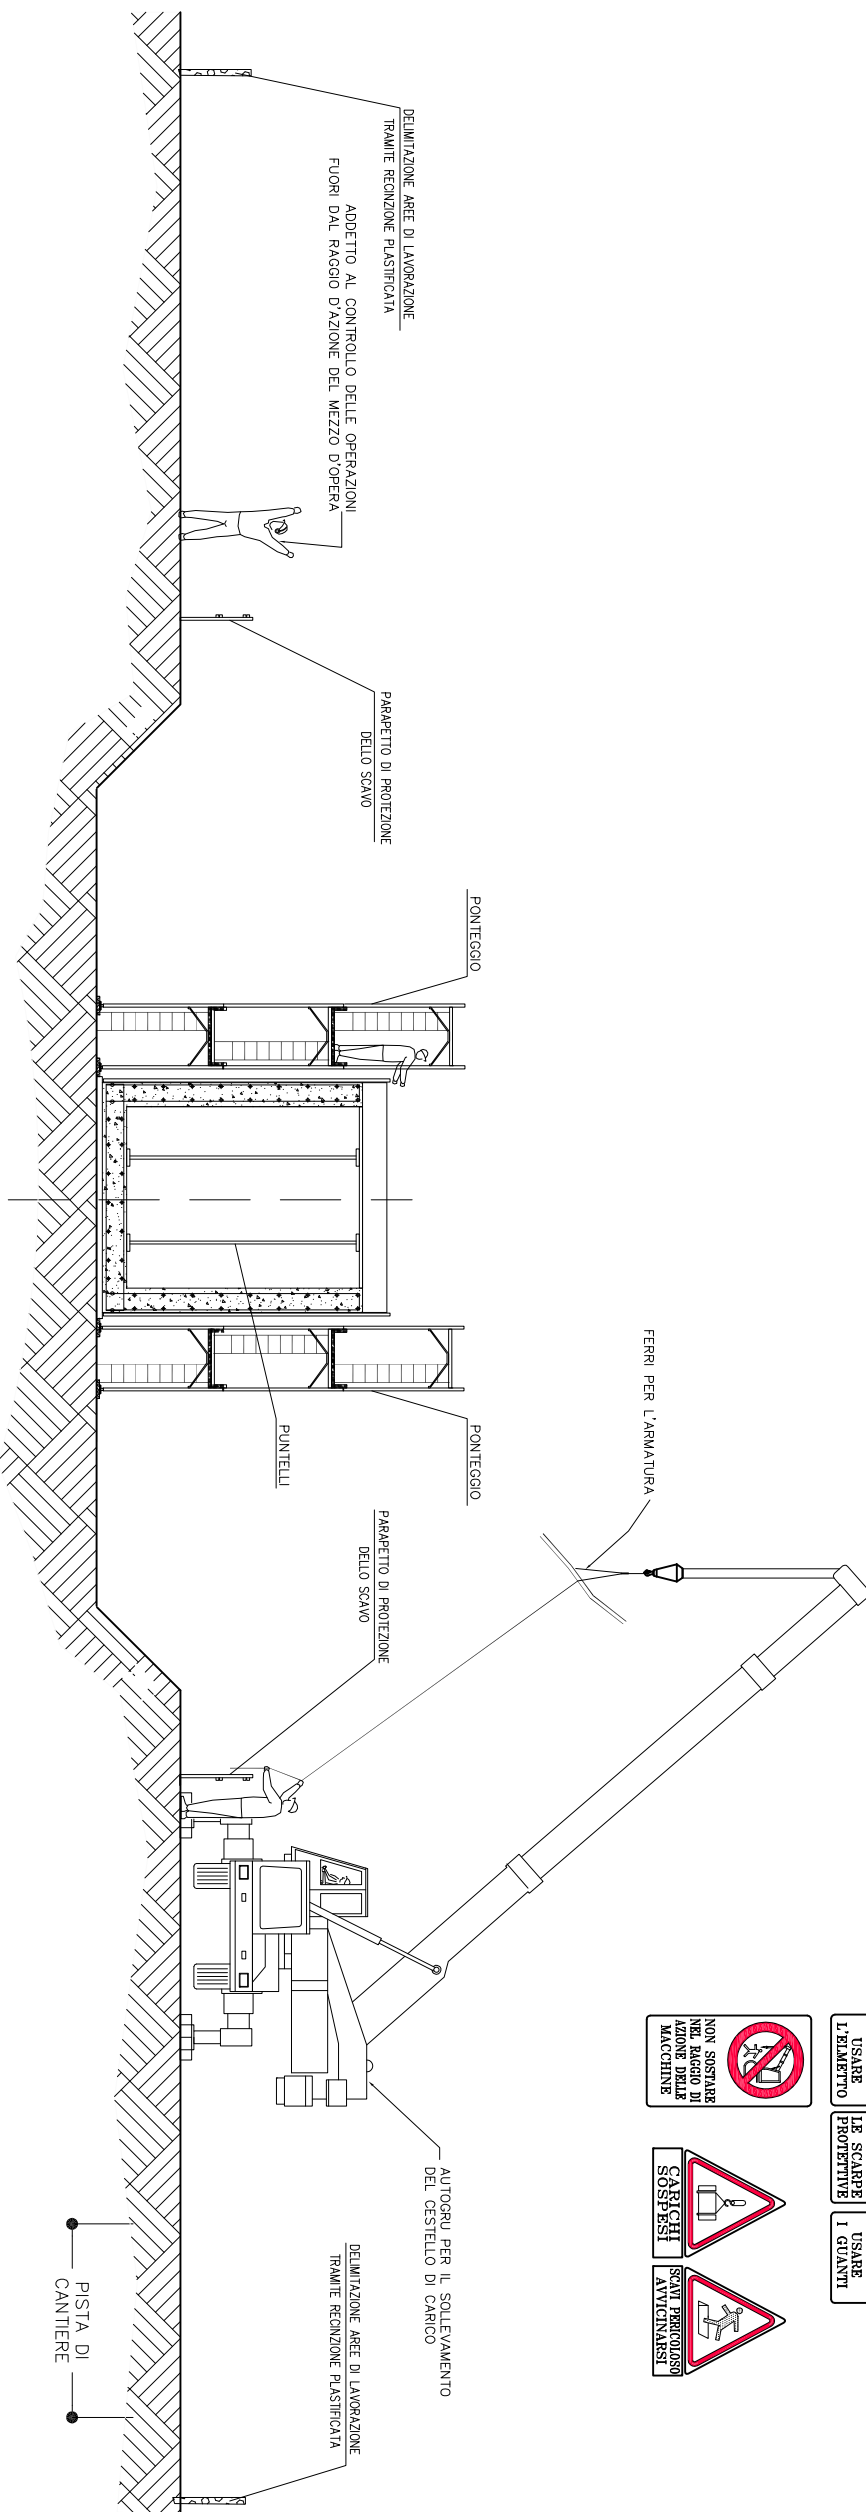 DELIMITAZIONE AREE DI LAVORAZIONE
TRAMITE RECINZIONE PLASTIFICATA
ADDETTO AL CONTROLLO DELLE OPERAZIONI
FUORI DAL RAGGIO D'AZIONE DEL MEZZO D'OPERA
PARAPETTO DI PROTEZIONE
DELLO SCAVO
PONTEGGIO
PUNTELLI
PONTEGGIO
FERRI PER L'ARMATURA
PARAPETTO DI PROTEZIONE
DELLO SCAVO
USARE
L'ELMETTO
LE SCARPE
PROTETTIVE
USARE
I GUANTI
NON SOSTARE
NEL RAGGIO DI
AZIONE DELLE
MACCHINE
CARICHI
SOSPESI
SCAVI PERICOLOSO
AVVICINARSI
AUTOGRU PER IL SOLLEVAMENTO
DEL CESTELLO DI CARICO
DELIMITAZIONE AREE DI LAVORAZIONE
TRAMITE RECINZIONE PLASTIFICATA
PISTA DI
CANTIERE